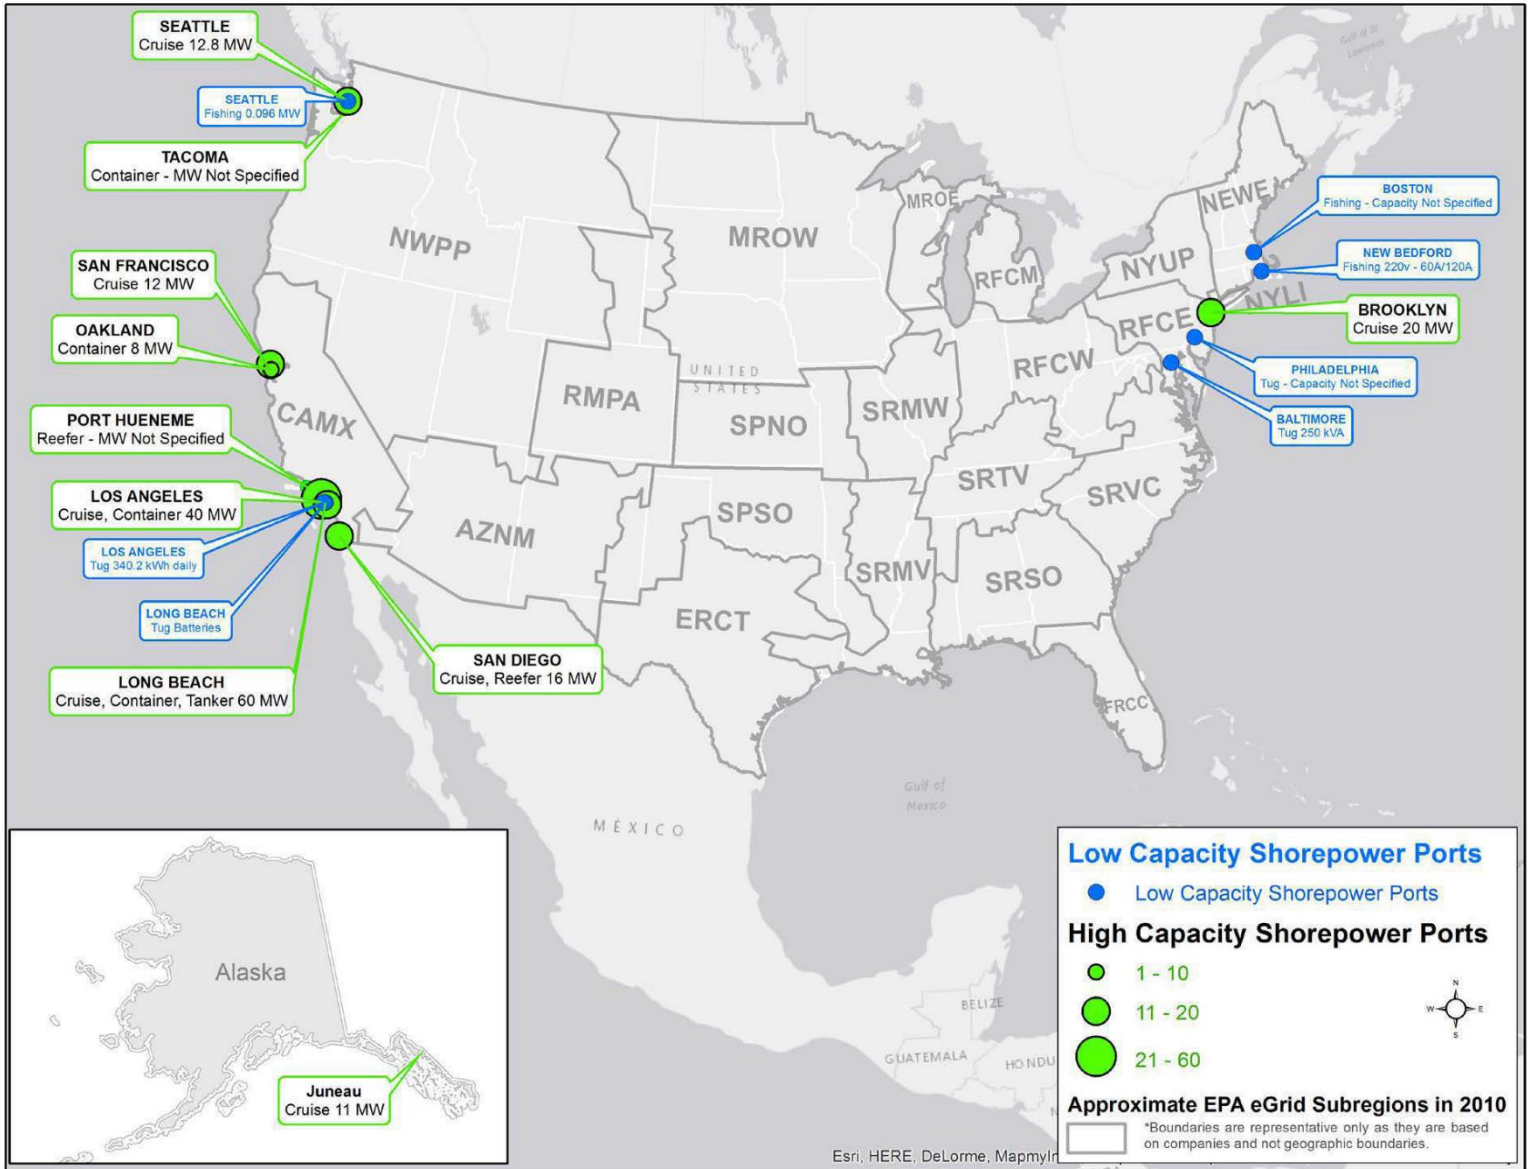 SEATTLE
Cruise 12.8 MW
SEATTLE
Fishing 0.096 MW
TACOMA
Container - MW Not Specified
SAN FRANCISCO
Cruise 12 MW
OAKLAND
Container 8 MW
PORT HUENEME
Reefer - MW Not Specified
LOS ANGELES
Cruise, Container 40 MW
LOS ANGELES
Tug 340.2 kWh daily
LONG BEACH
Tug Batteries
LONG BEACH
Cruise, Container, Tanker 60 MW
SAN DIEGO
Cruise, Reefer 16 MW
BOSTON
Fishing - Capacity Not Specified
NEW BEDFORD
Fishing 220v - 60A/120A
BROOKLYN
Cruise 20 MW
PHILADELPHIA
Tug - Capacity Not Specified
BALTIMORE
Tug 250 kVA
Gulf of St
Lawrence
NWPP
MROW
MROE
RFCM
NEWE
NYUP
NYLI
RFCE
RFCW
UNITED
STATES
RMPA
SPNO
SRMW
CAMX
SRTV
SRVC
AZNM
SPSO
SRMV
SRSO
ERCT
FRCC
Gulf of
Mexico
MÉXICO
BELIZE
GUATEMALA
HONDU
Alaska
Juneau
Cruise 11 MW
Low Capacity Shorepower Ports
Low Capacity Shorepower Ports
High Capacity Shorepower Ports
1 - 10
11 - 20
21 - 60
N
W
E
S
Approximate EPA eGrid Subregions in 2010
*Boundaries are representative only as they are based
on companies and not geographic boundaries.
Esri, HERE, DeLorme, MapmyIn